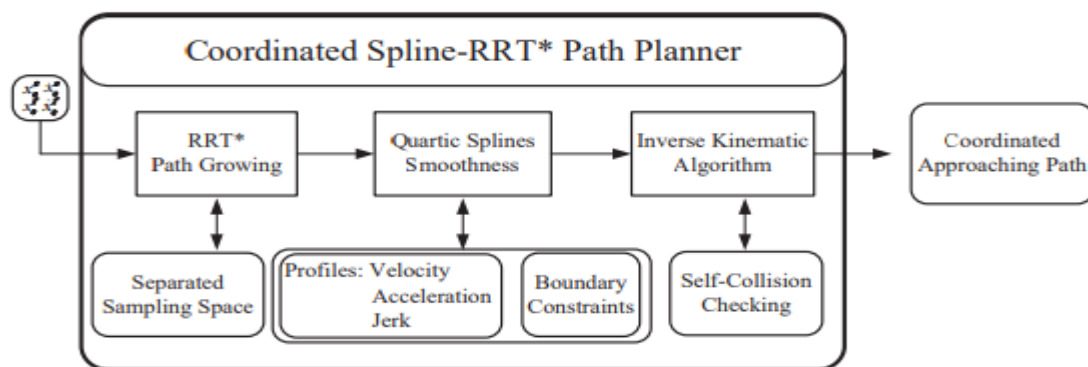 Coordinated Spline-RRT* Path Planner
RRT*
Path Growing
Quartic Splines
Smoothness
Inverse Kinematic
Algorithm
Coordinated
Approaching Path
Separated
Sampling Space
Profiles: Velocity
Acceleration
Jerk
Boundary
Constraints
Self-Collision
Checking